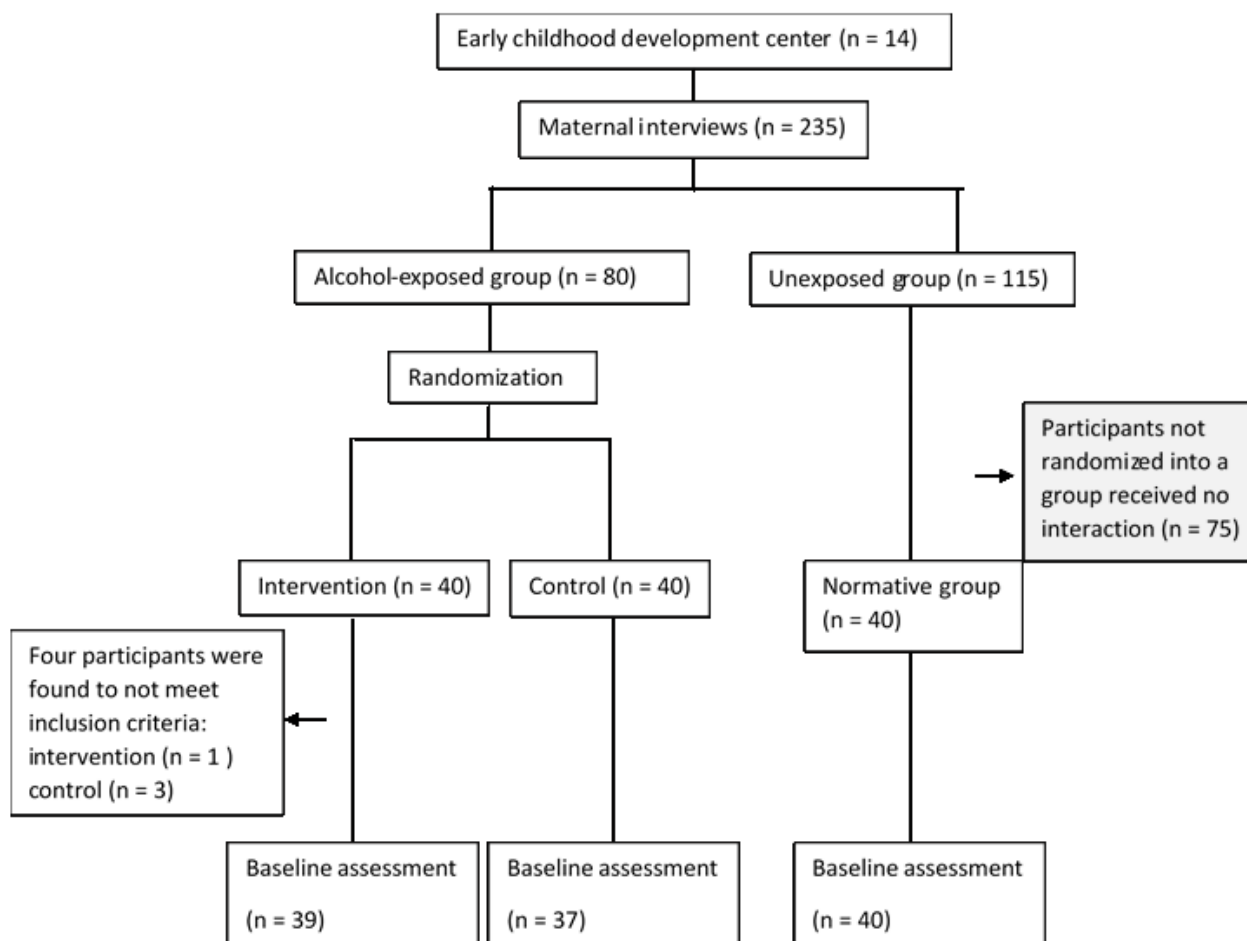 Early childhood development center (n = 14)
Maternal interviews (n = 235)
Alcohol-exposed group (n = 80)
Unexposed group (n = 115)
Randomization
Participants not
randomized into a
group received no
interaction (n = 75)
Intervention (n = 40)
Control (n = 40)
Normative group
(n = 40)
Four participants were
found to not meet
inclusion criteria:
intervention (n = 1 )
control (n = 3)
Baseline assessment
(n = 39)
Baseline assessment
(n = 37)
Baseline assessment
(n = 40)